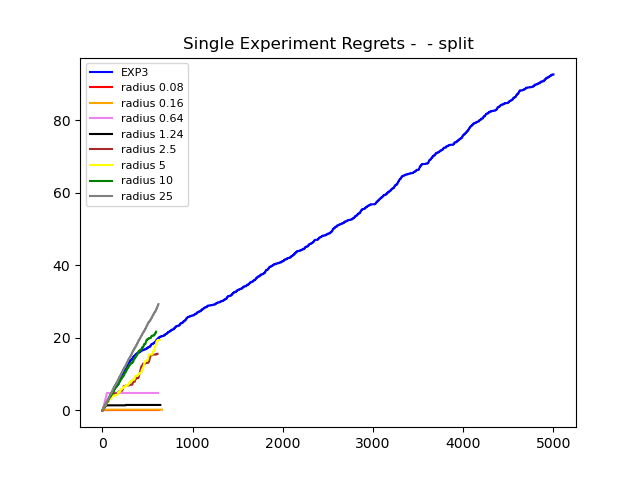 Single Experiment Regrets -  - split
EXP3
radius 0.08
radius 0.16
radius 0.64
radius 1.24
radius 2.5
radius 5
radius 10
radius 25
80
60
40
20
0
0 1000 2000 3000 4000 5000